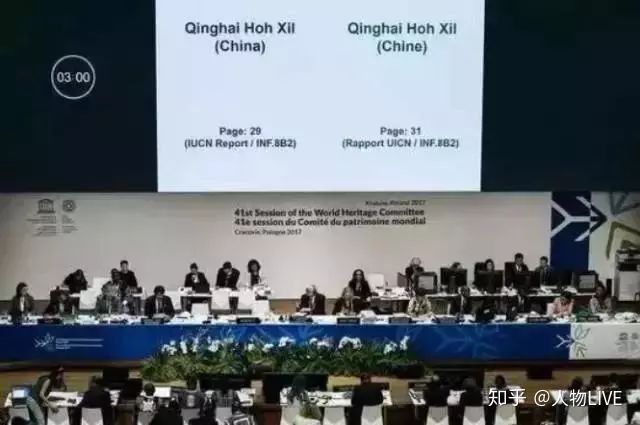 Qinghai Hoh Xil
(China)
Qinghai Hoh Xil
(Chine)
03:00
Page: 29
(IUCN Report / INF.8B2)
Page: 31
(Rapport UICN / INF.8B2)
Krakow, Poland 2017
41st Session of the World Heritage Committee
41e session du Comité du patrimoine mondial
Cracovie, Pologne 2017
知乎 @人物LIVE